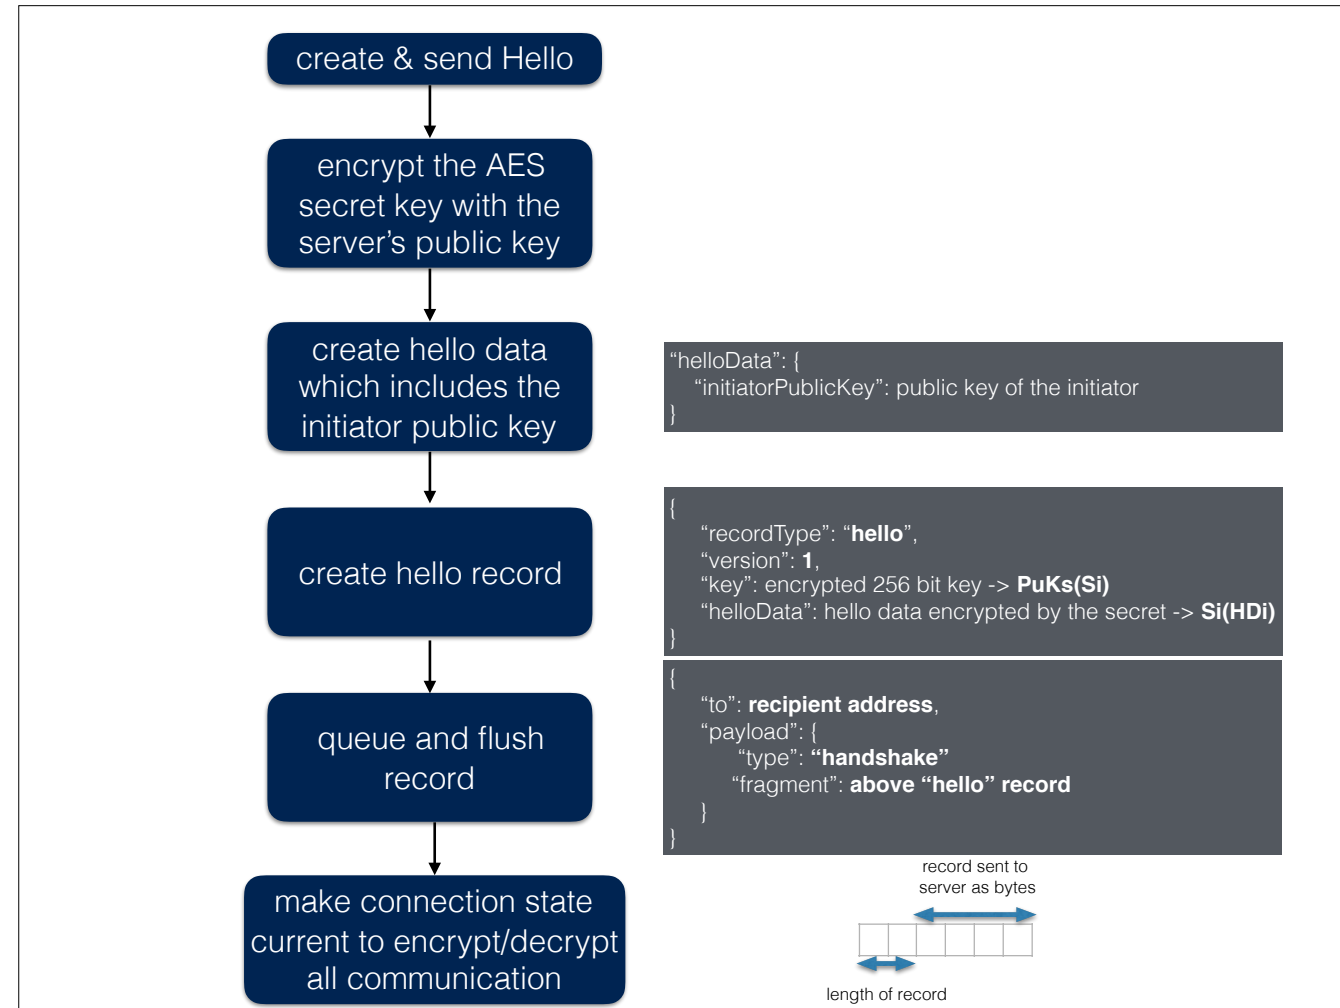 create & send Hello
encrypt the AES
secret key with the
server’s public key
create hello data
which includes the
initiator public key
“helloData”: {
“initiatorPublicKey”: public key of the initiator
}
create hello record
{
“recordType”: “hello”,
“version”: 1,
“key”: encrypted 256 bit key -> PuKs(Si)
“helloData”: hello data encrypted by the secret -> Si(HDi)
}
queue and flush
record
{
“to”: recipient address,
“payload”: {
“type”: “handshake”
“fragment”: above “hello” record
}
}
make connection state
current to encrypt/decrypt
all communication
record sent to
server as bytes
length of record